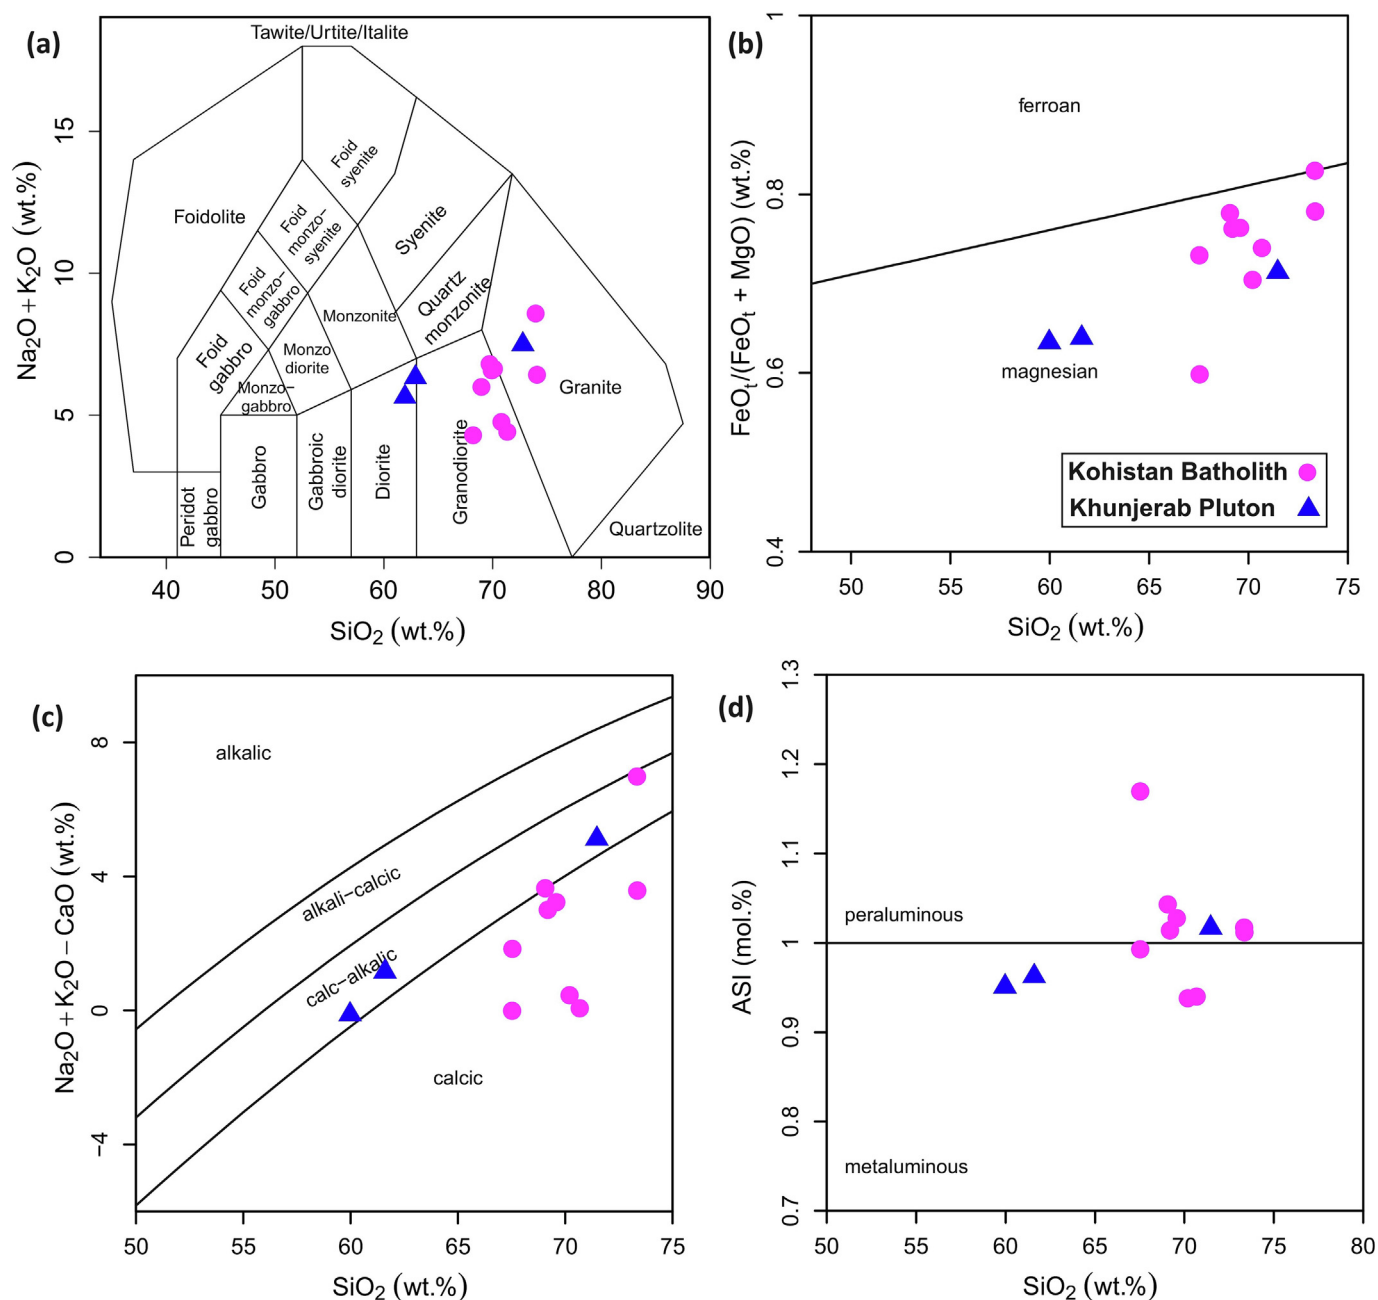 (a)
Tawite/Urtite/Italite
Foid
syenite
Foidolite
Foid
monzo−
syenite
Syenite
Foid
monzo−
gabbro
Quartz
monzonite
Monzonite
Foid
gabbro
Monzo
diorite
Monzo−
gabbro
Granite
Peridot
gabbro
Gabbro
Gabbroic
diorite
Diorite
Granodiorite
Quartzolite
0
5
10
15
Na₂O + K₂O (wt.%)
40
50
60
70
80
90
SiO₂ (wt.%)
(b)
ferroan
magnesian
Kohistan Batholith
Khunjerab Pluton
0.4
0.6
0.8
1
FeOₜ/(FeOₜ + MgO) (wt.%)
50
55
60
65
70
75
SiO₂ (wt.%)
(c)
alkalic
alkali−calcic
calc−alkalic
calcic
−4
0
4
8
Na₂O + K₂O − CaO (wt.%)
50
55
60
65
70
75
SiO₂ (wt.%)
(d)
peraluminous
metaluminous
0.7
0.8
0.9
1
1.1
1.2
1.3
ASI (mol.%)
50
55
60
65
70
75
80
SiO₂ (wt.%)